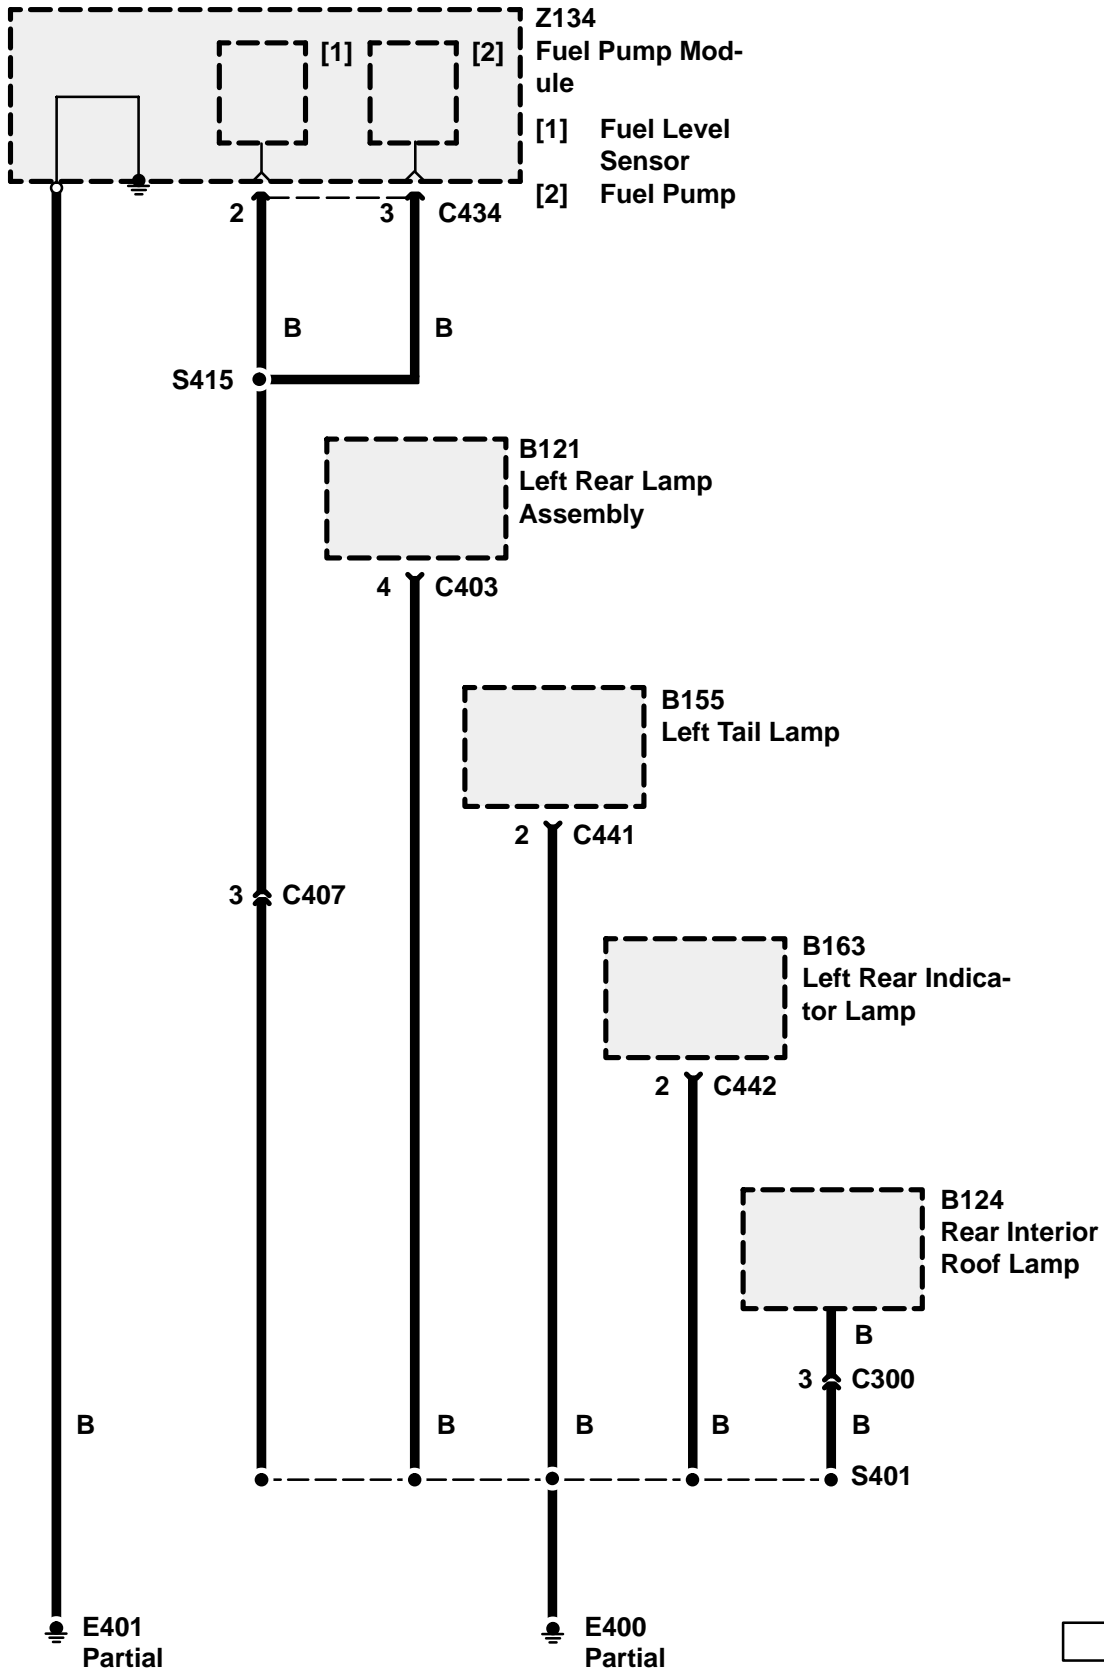 Z134
Fuel Pump Mod-
ule
[1] [2]
[1] Fuel Level
Sensor
[2] Fuel Pump
2 3 C434
B B
S415
B121
Left Rear Lamp
Assembly
4 C403
B155
Left Tail Lamp
2 C441
3 C407
B163
Left Rear Indica-
tor Lamp
2 C442
B124
Rear Interior
Roof Lamp
B
3 C300
B B B B B
S401
E401
Partial
E400
Partial